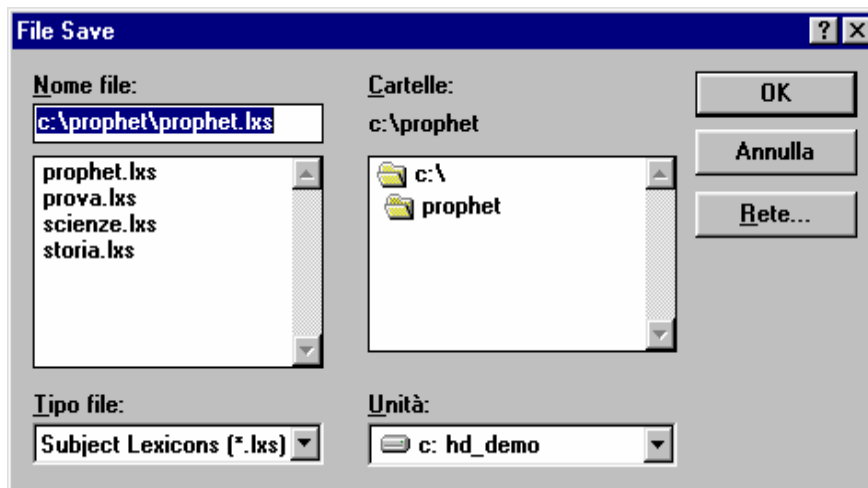 File Save
Nome file:
c:\prophet\prophet.lxs
prophet.lxs
prova.lxs
scienze.lxs
storia.lxs
Tipo file:
Subject Lexicons (*.lxs)
Cartelle:
c:\prophet
c:\
prophet
Unità:
c: hd_demo
OK
Annulla
Rete...